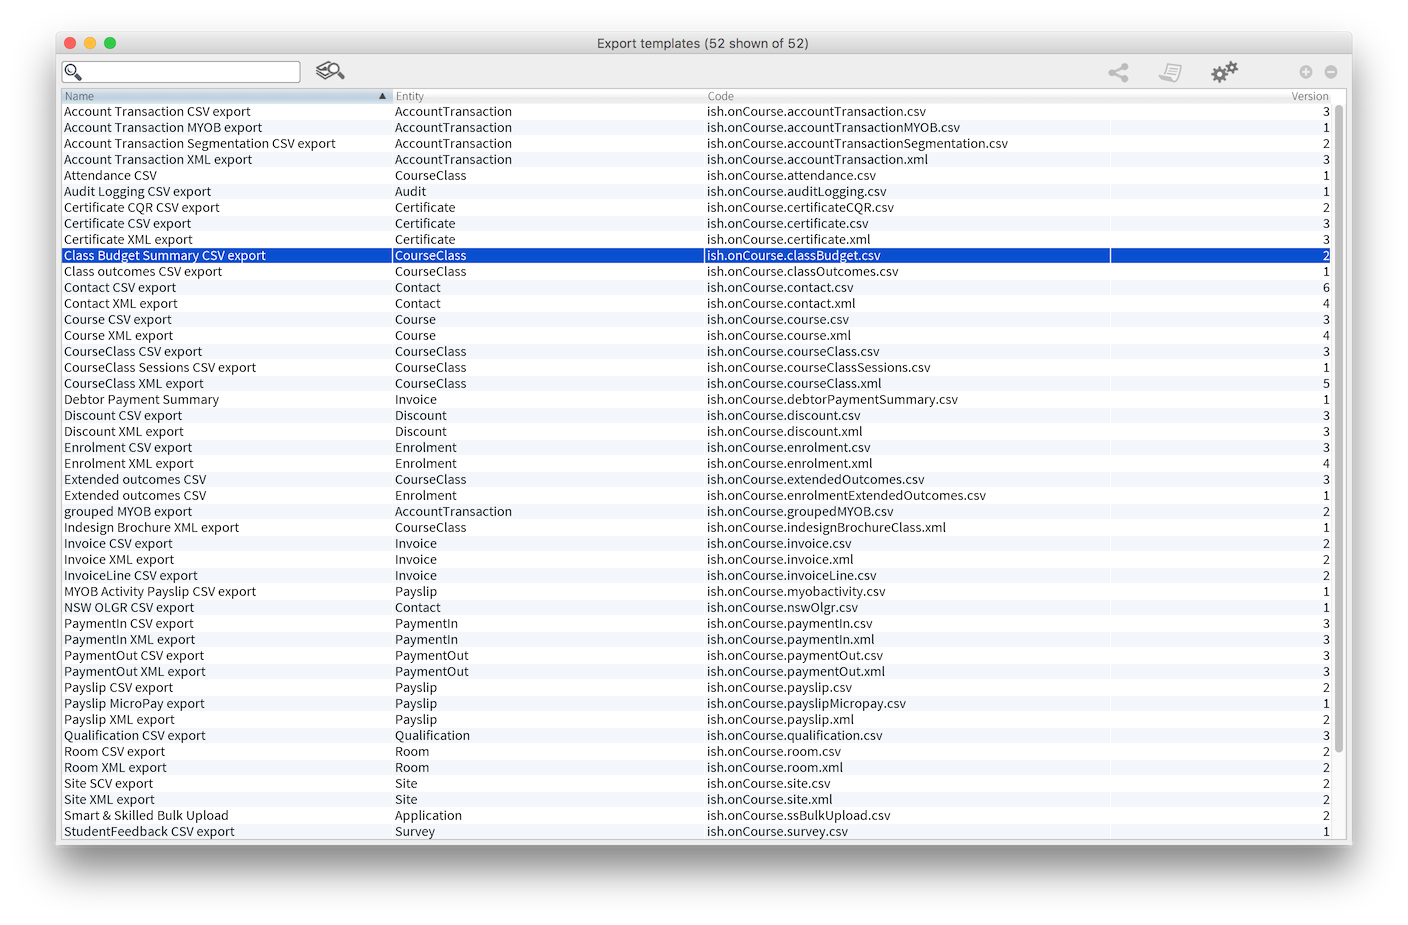 Export templates (52 shown of 52)
Name Entity Code Version
Account Transaction CSV export AccountTransaction ish.onCourse.accountTransaction.csv 3
Account Transaction MYOB export AccountTransaction ish.onCourse.accountTransactionMYOB.csv 1
Account Transaction Segmentation CSV export AccountTransaction ish.onCourse.accountTransactionSegmentation.csv 2
Account Transaction XML export AccountTransaction ish.onCourse.accountTransaction.xml 3
Attendance CSV CourseClass ish.onCourse.attendance.csv 1
Audit Logging CSV export Audit ish.onCourse.auditLogging.csv 1
Certificate CQR CSV export Certificate ish.onCourse.certificateCQR.csv 2
Certificate CSV export Certificate ish.onCourse.certificate.csv 3
Certificate XML export Certificate ish.onCourse.certificate.xml 3
Class Budget Summary CSV export CourseClass ish.onCourse.classBudget.csv 2
Class outcomes CSV export CourseClass ish.onCourse.classOutcomes.csv 1
Contact CSV export Contact ish.onCourse.contact.csv 6
Contact XML export Contact ish.onCourse.contact.xml 4
Course CSV export Course ish.onCourse.course.csv 3
Course XML export Course ish.onCourse.course.xml 4
CourseClass CSV export CourseClass ish.onCourse.courseClass.csv 3
CourseClass Sessions CSV export CourseClass ish.onCourse.courseClassSessions.csv 1
CourseClass XML export CourseClass ish.onCourse.courseClass.xml 5
Debtor Payment Summary Invoice ish.onCourse.debtorPaymentSummary.csv 1
Discount CSV export Discount ish.onCourse.discount.csv 3
Discount XML export Discount ish.onCourse.discount.xml 3
Enrolment CSV export Enrolment ish.onCourse.enrolment.csv 3
Enrolment XML export Enrolment ish.onCourse.enrolment.xml 4
Extended outcomes CSV CourseClass ish.onCourse.extendedOutcomes.csv 3
Extended outcomes CSV Enrolment ish.onCourse.enrolmentExtendedOutcomes.csv 1
grouped MYOB export AccountTransaction ish.onCourse.groupedMYOB.csv 2
Indesign Brochure XML export CourseClass ish.onCourse.indesignBrochureClass.xml 1
Invoice CSV export Invoice ish.onCourse.invoice.csv 2
Invoice XML export Invoice ish.onCourse.invoice.xml 2
InvoiceLine CSV export Invoice ish.onCourse.invoiceLine.csv 2
MYOB Activity Payslip CSV export Payslip ish.onCourse.myobactivity.csv 1
NSW OLGR CSV export Contact ish.onCourse.nswOlgr.csv 1
PaymentIn CSV export PaymentIn ish.onCourse.paymentIn.csv 3
PaymentIn XML export PaymentIn ish.onCourse.paymentIn.xml 3
PaymentOut CSV export PaymentOut ish.onCourse.paymentOut.csv 3
PaymentOut XML export PaymentOut ish.onCourse.paymentOut.xml 3
Payslip CSV export Payslip ish.onCourse.payslip.csv 2
Payslip MicroPay export Payslip ish.onCourse.payslipMicropay.csv 1
Payslip XML export Payslip ish.onCourse.payslip.xml 2
Qualification CSV export Qualification ish.onCourse.qualification.csv 3
Room CSV export Room ish.onCourse.room.csv 2
Room XML export Room ish.onCourse.room.xml 2
Site SCV export Site ish.onCourse.site.csv 2
Site XML export Site ish.onCourse.site.xml 2
Smart & Skilled Bulk Upload Application ish.onCourse.ssBulkUpload.csv 2
StudentFeedback CSV export Survey ish.onCourse.survey.csv 1